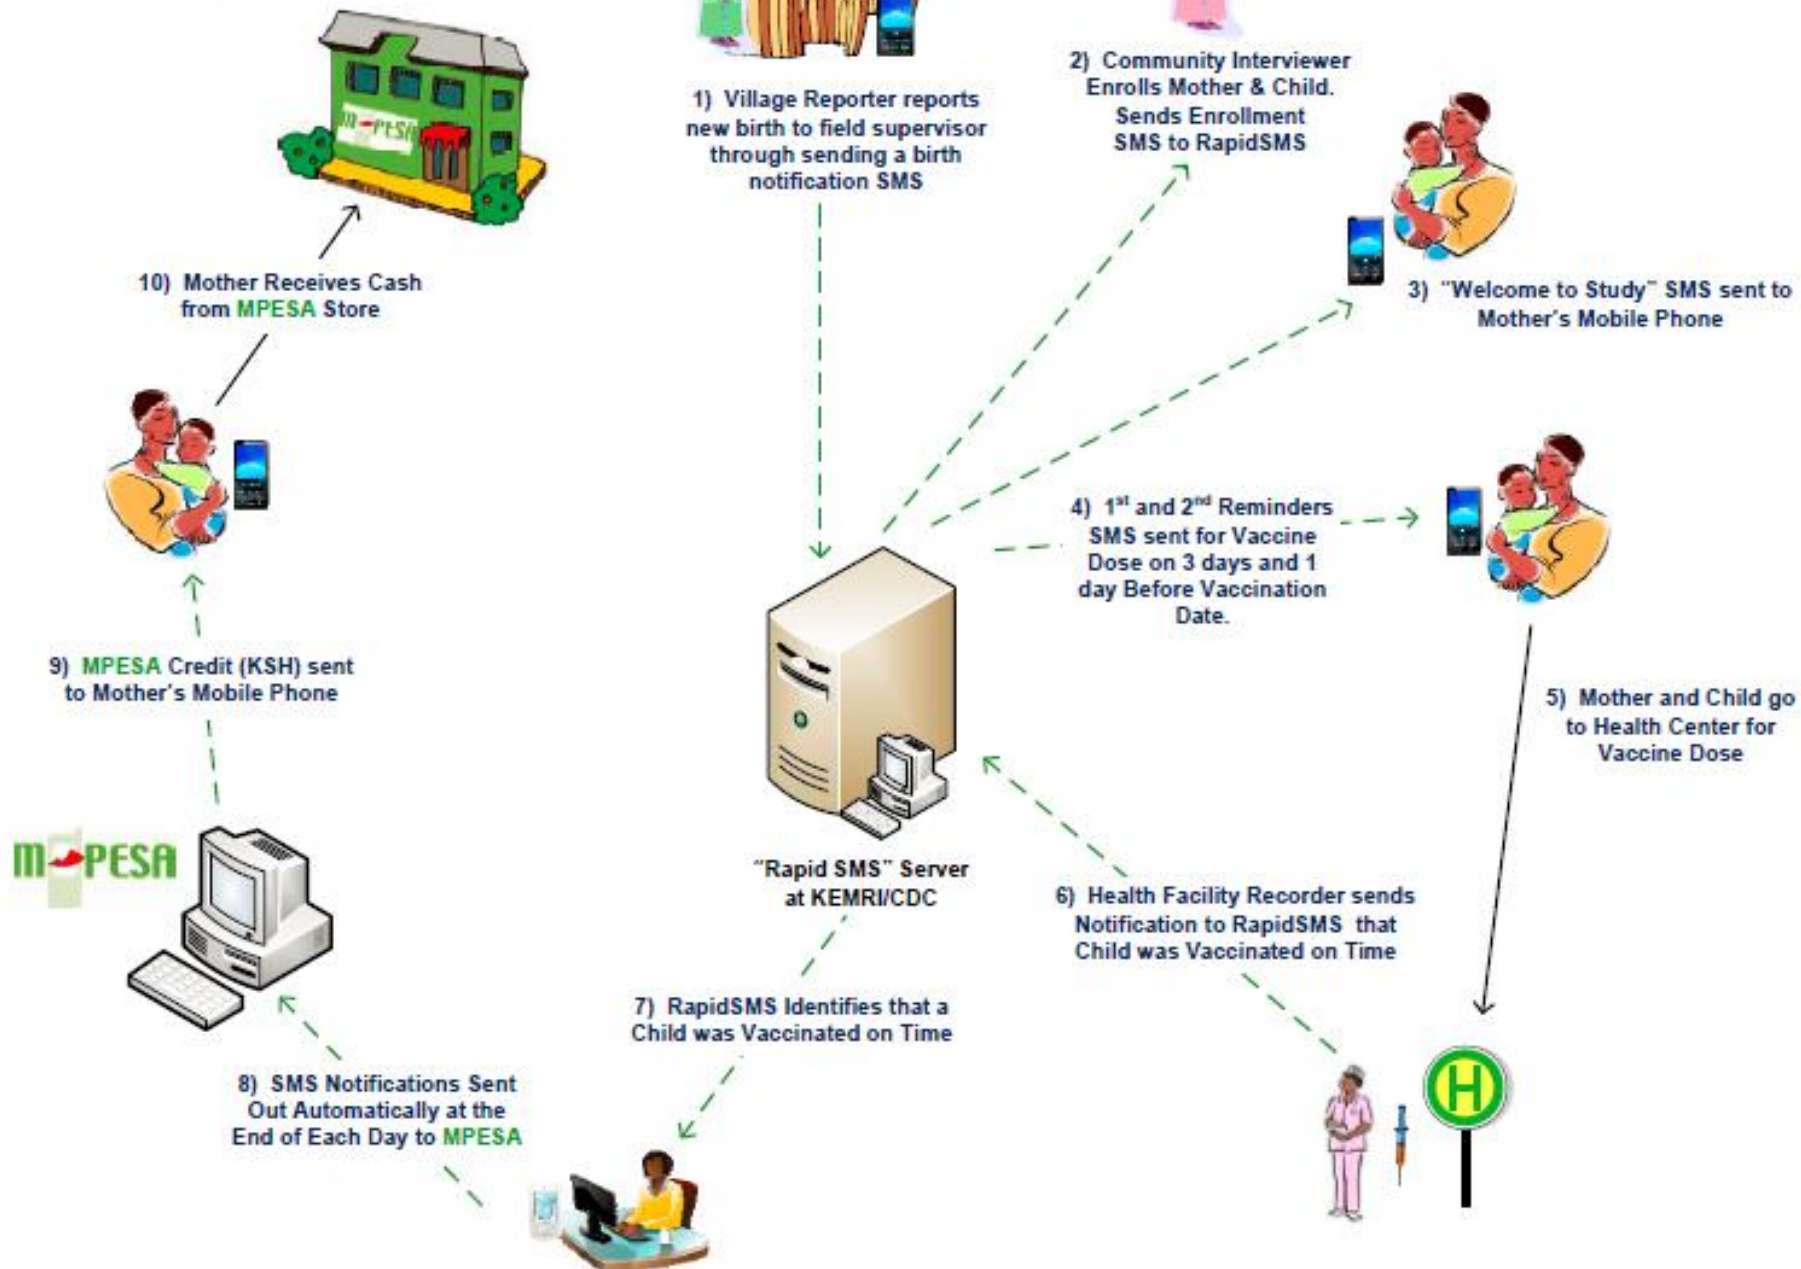 1) Village Reporter reports
new birth to field supervisor
through sending a birth
notification SMS
2) Community Interviewer
Enrolls Mother & Child.
Sends Enrollment
SMS to RapidSMS
3) "Welcome to Study" SMS sent to
Mother's Mobile Phone
4) 1st and 2nd Reminders
SMS sent for Vaccine
Dose on 3 days and 1
day Before Vaccination
Date.
5) Mother and Child go
to Health Center for
Vaccine Dose
H
6) Health Facility Recorder sends
Notification to RapidSMS that
Child was Vaccinated on Time
"Rapid SMS" Server
at KEMRI/CDC
7) RapidSMS Identifies that a
Child was Vaccinated on Time
8) SMS Notifications Sent
Out Automatically at the
End of Each Day to MPESA
M-PESA
9) MPESA Credit (KSH) sent
to Mother's Mobile Phone
10) Mother Receives Cash
from MPESA Store
M-PESA